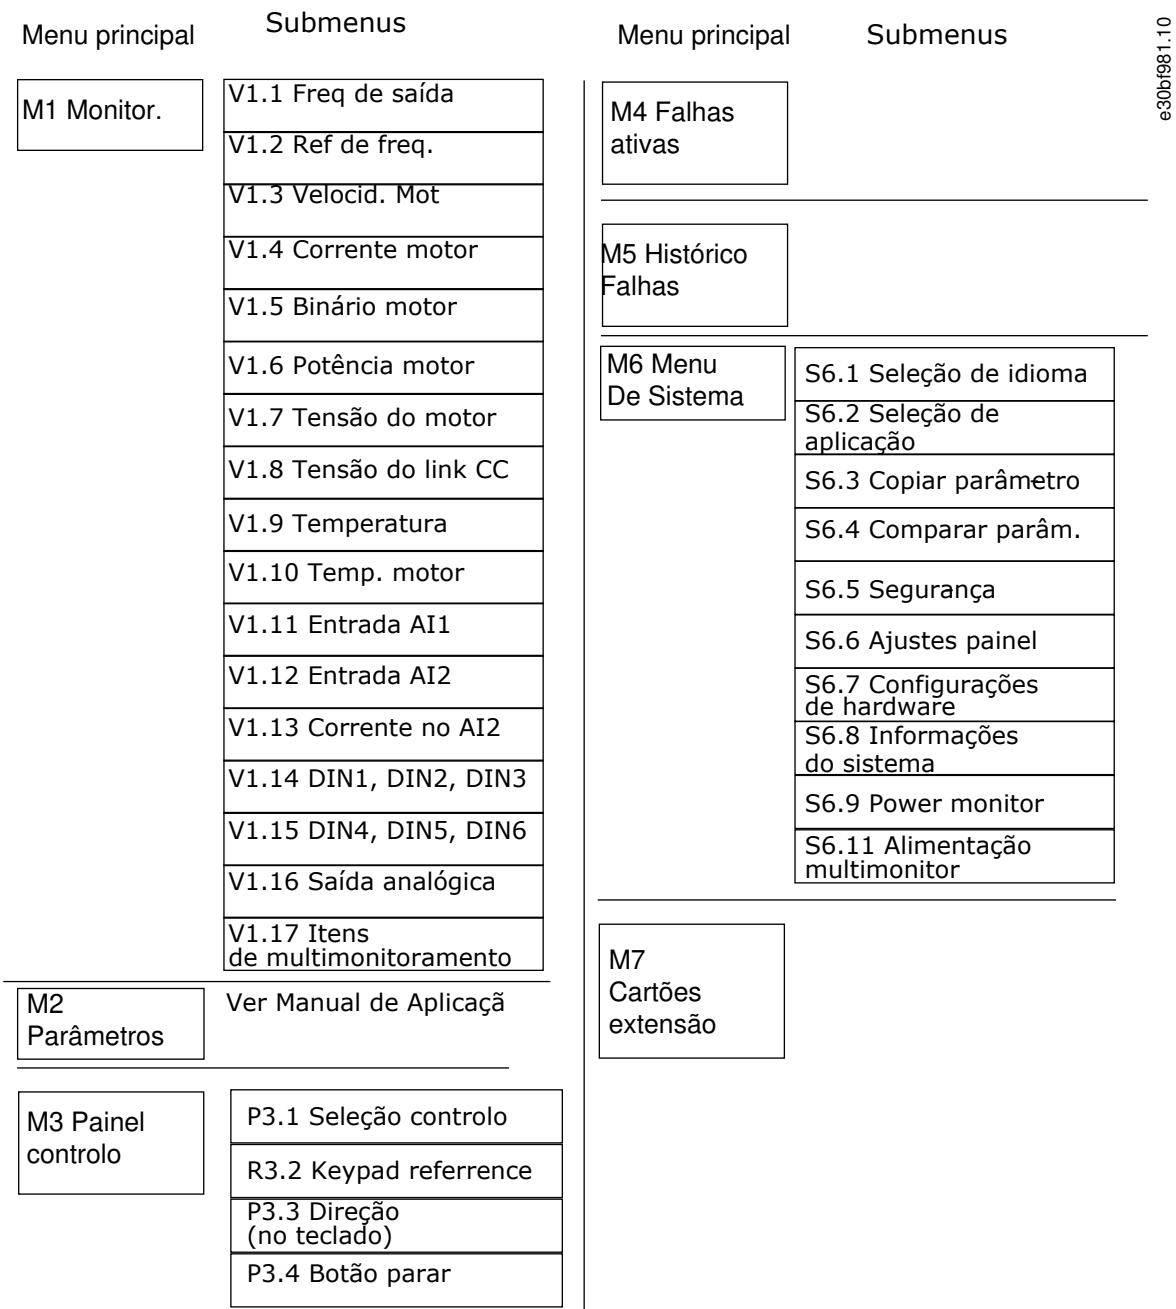 Menu principal
Submenus
M1 Monitor.
V1.1 Freq de saída
V1.2 Ref de freq.
V1.3 Velocid. Mot
V1.4 Corrente motor
V1.5 Binário motor
V1.6 Potência motor
V1.7 Tensão do motor
V1.8 Tensão do link CC
V1.9 Temperatura
V1.10 Temp. motor
V1.11 Entrada AI1
V1.12 Entrada AI2
V1.13 Corrente no AI2
V1.14 DIN1, DIN2, DIN3
V1.15 DIN4, DIN5, DIN6
V1.16 Saída analógica
V1.17 Itens
de multimonitoramento
M2
Parâmetros
Ver Manual de Aplicaçã
M3 Painel
controlo
P3.1 Seleção controlo
R3.2 Keypad referrence
P3.3 Direção
(no teclado)
P3.4 Botão parar
Menu principal
Submenus
M4 Falhas
ativas
M5 Histórico
Falhas
M6 Menu
De Sistema
S6.1 Seleção de idioma
S6.2 Seleção de
aplicação
S6.3 Copiar parâmetro
S6.4 Comparar parâm.
S6.5 Segurança
S6.6 Ajustes painel
S6.7 Configurações
de hardware
S6.8 Informações
do sistema
S6.9 Power monitor
S6.11 Alimentação
multimonitor
M7
Cartões
extensão
e30bf981.10